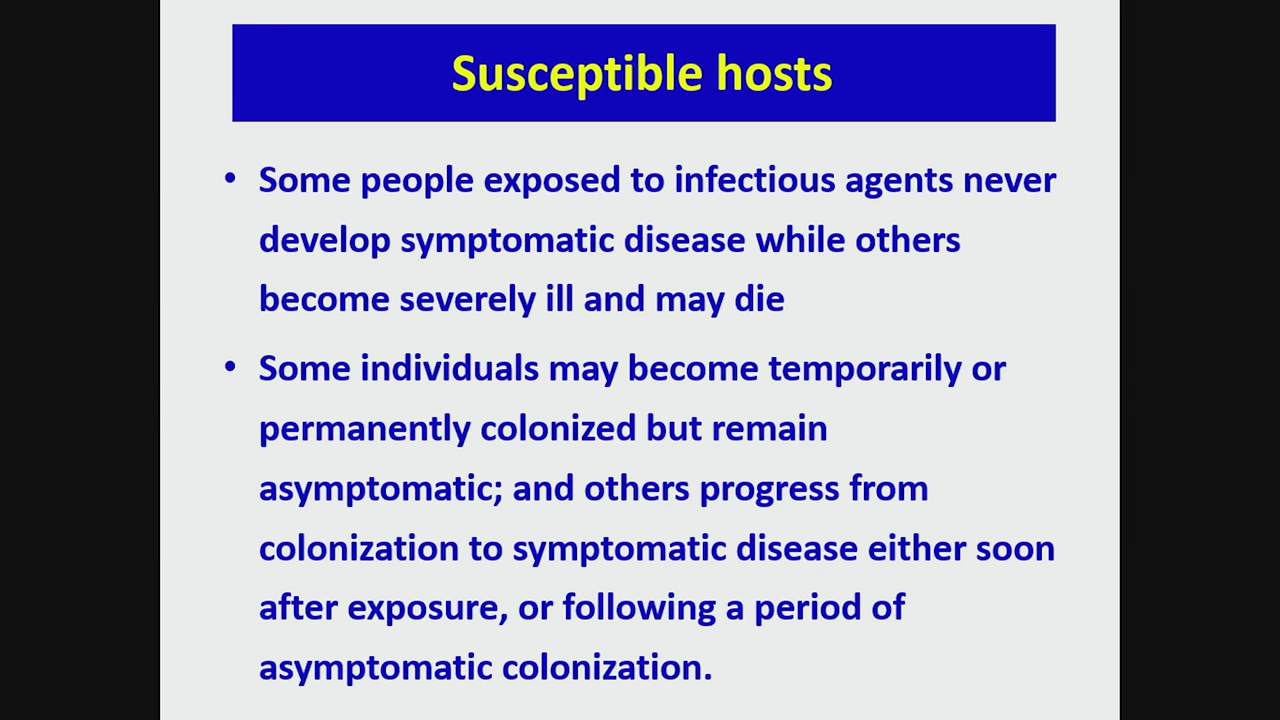 Susceptible hosts
• Some people exposed to infectious agents never
develop symptomatic disease while others
become severely ill and may die
• Some individuals may become temporarily or
permanently colonized but remain
asymptomatic; and others progress from
colonization to symptomatic disease either soon
after exposure, or following a period of
asymptomatic colonization.